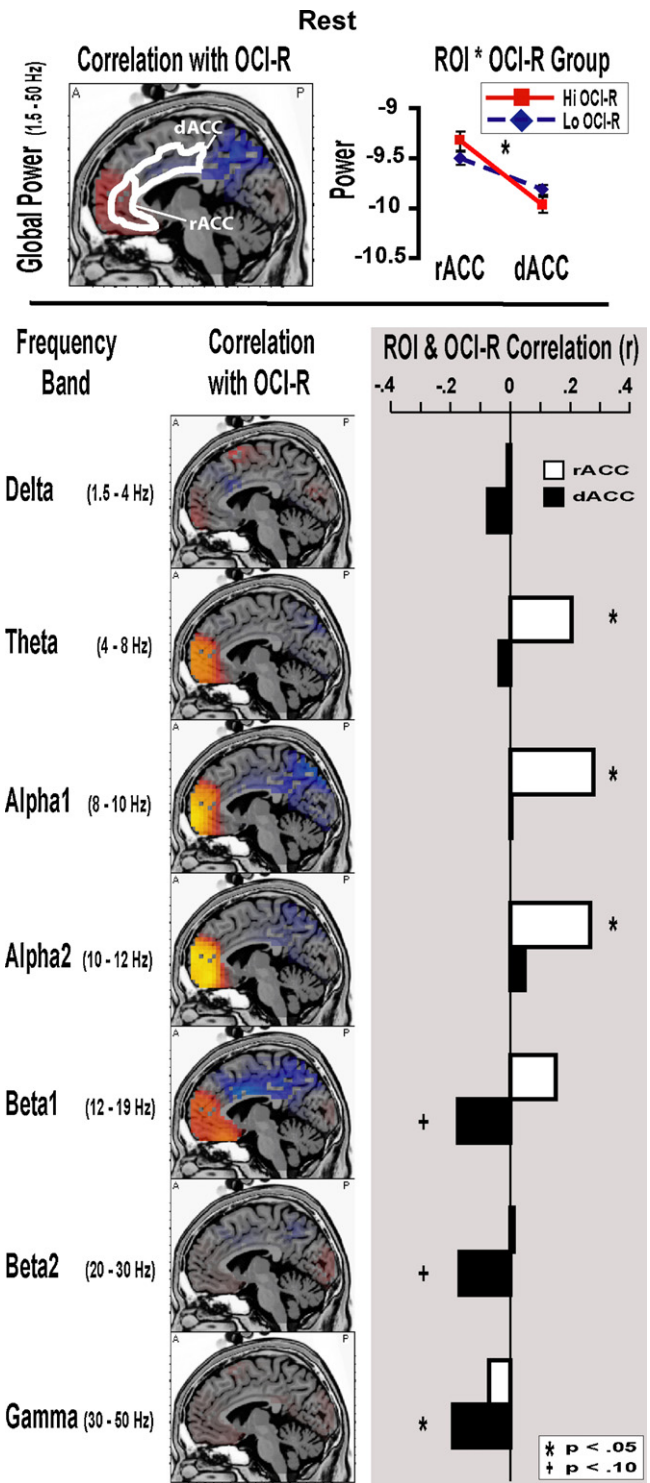 Rest
Correlation with OCI-R
ROI * OCI-R Group
Global Power (1.5 - 50 Hz)
A
P
dACC
rACC
Hi OCI-R
Lo OCI-R
Power
-9
-9.5
-10
-10.5
*
rACC
dACC
Frequency
Band
Correlation
with OCI-R
ROI & OCI-R Correlation (r)
-.4
-.2
0
.2
.4
rACC
dACC
A
P
Delta (1.5 - 4 Hz)
A
P
Theta (4 - 8 Hz)
*
A
P
Alpha1 (8 - 10 Hz)
*
A
P
Alpha2 (10 - 12 Hz)
*
A
P
Beta1 (12 - 19 Hz)
+
A
P
Beta2 (20 - 30 Hz)
+
A
P
Gamma (30 - 50 Hz)
*
* p < .05
+ p < .10